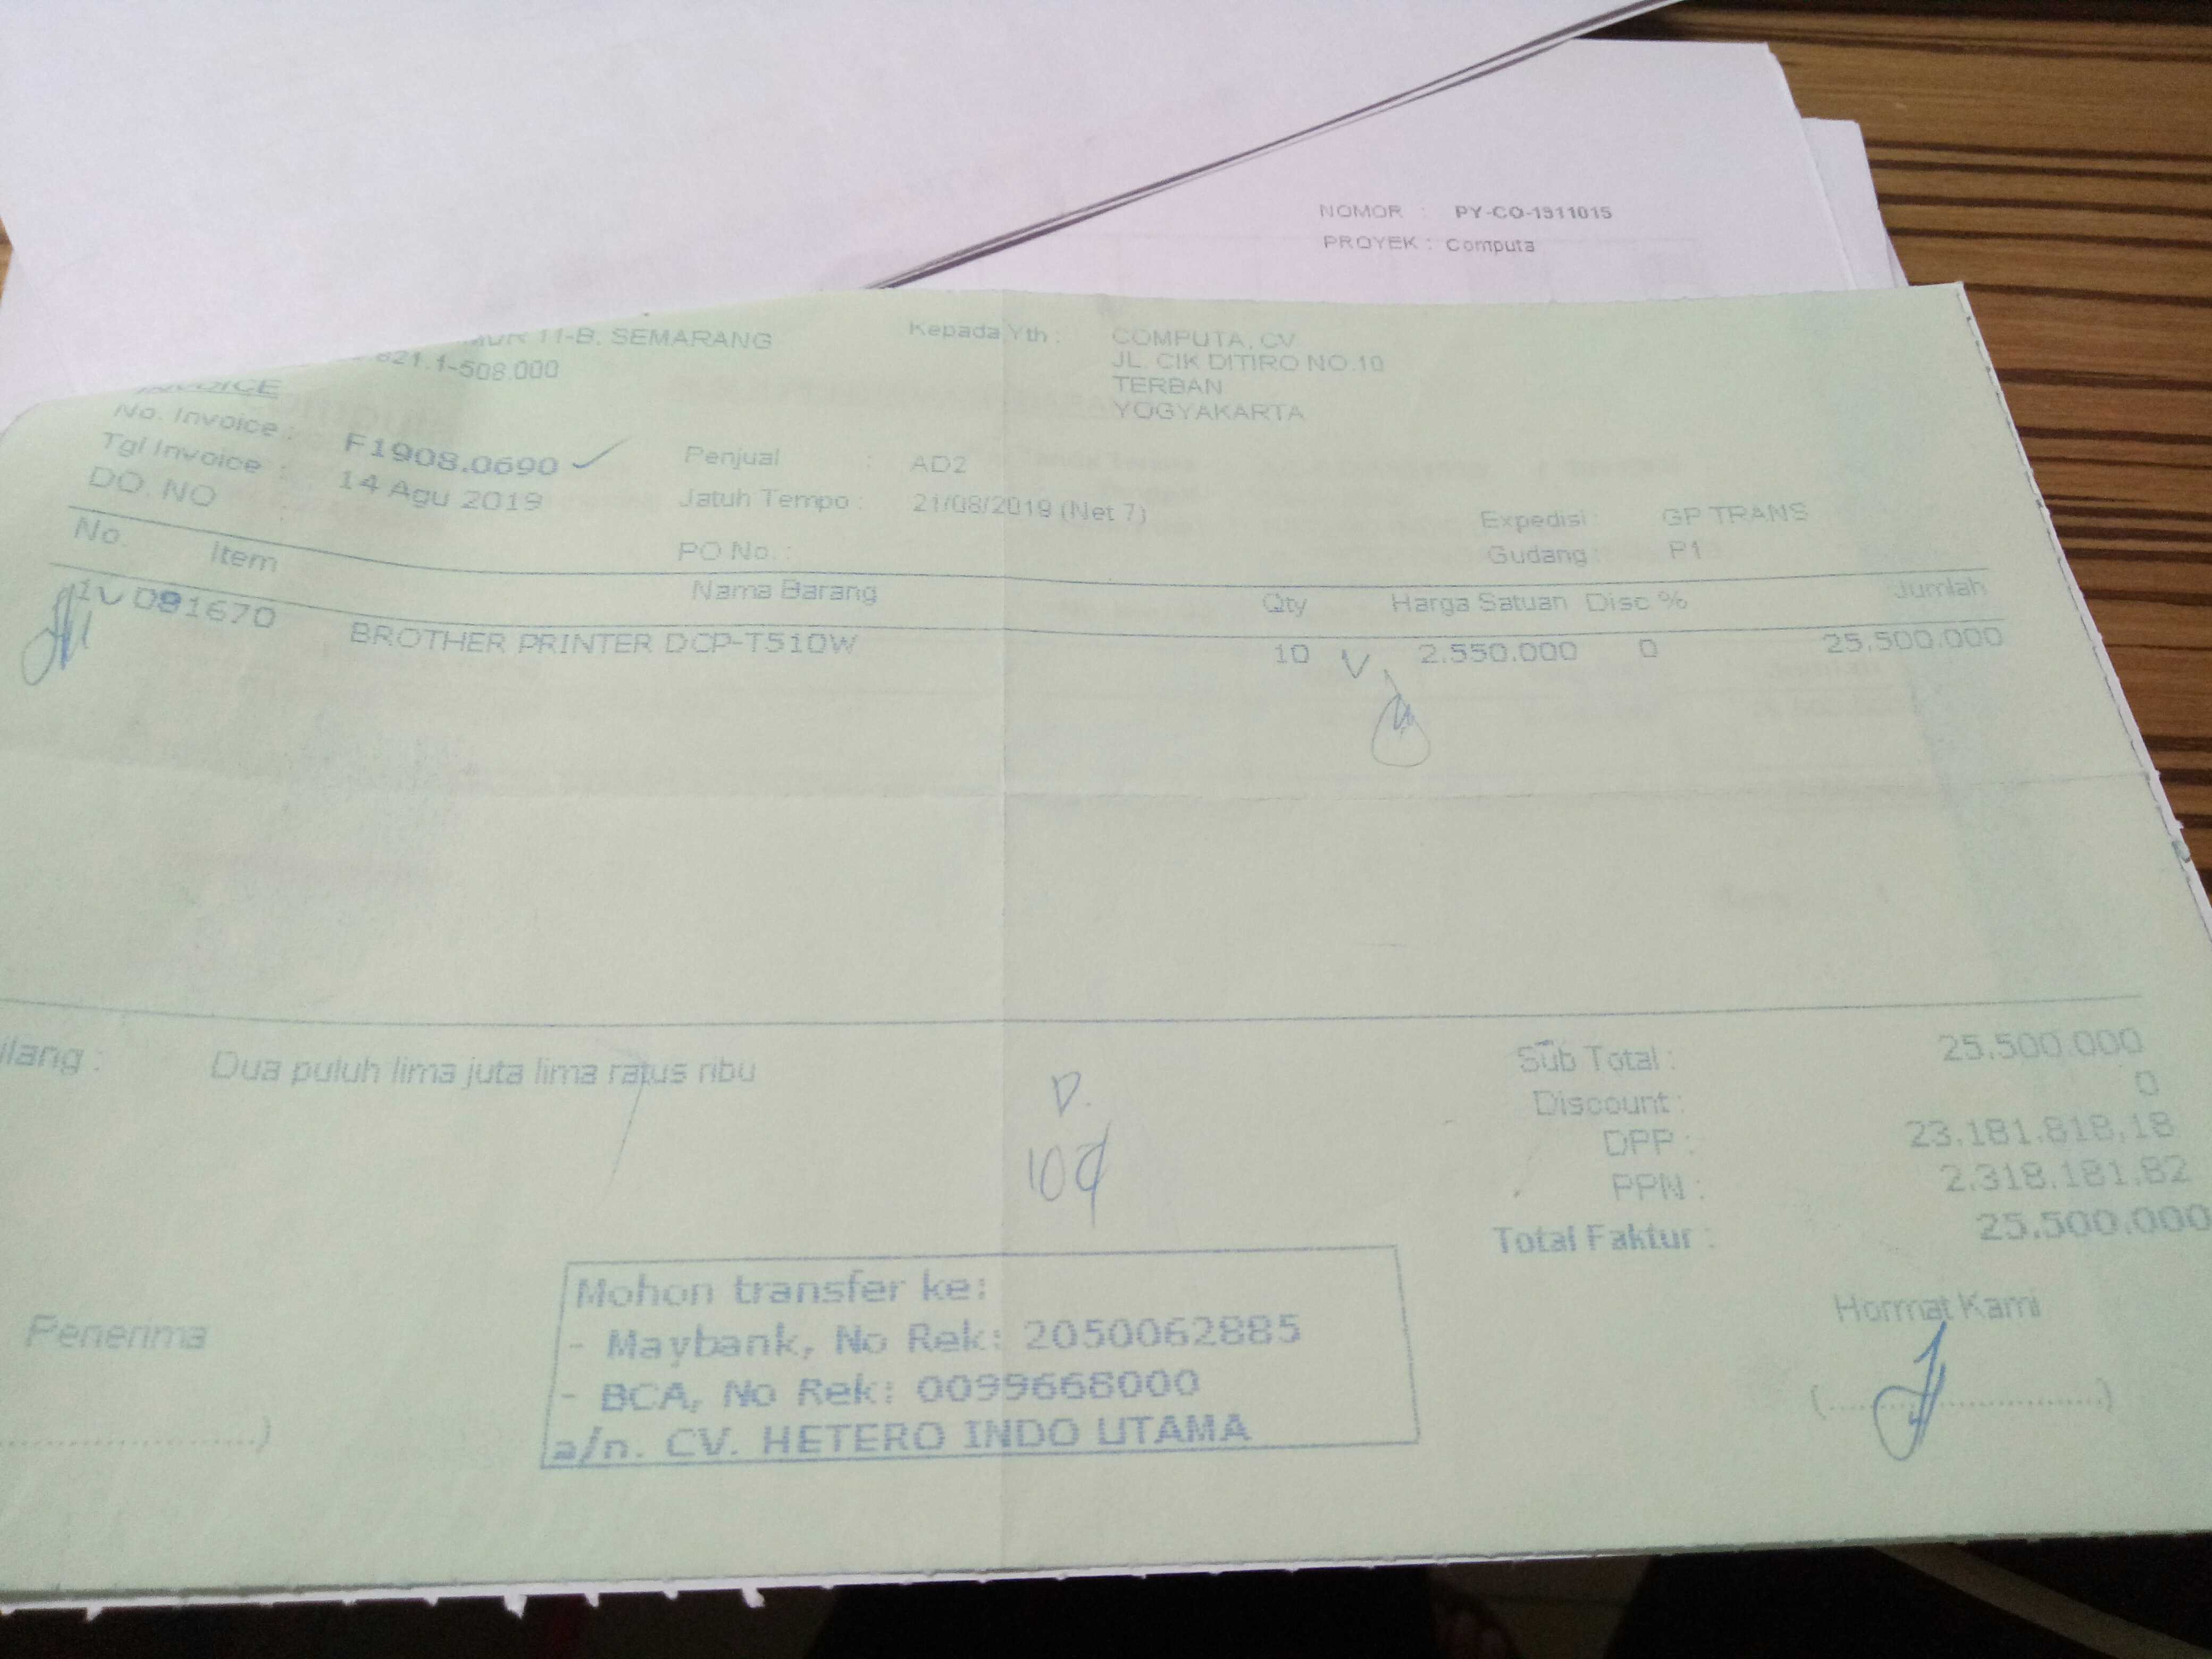 NOMOR : PY-CO-1911015
PROYEK : Computa
11-B. SEMARANG
821.1-508.000
INVOICE
Kepada Yth : COMPUTA, CV
JL. CIK DITIRO NO.10
TERBAN
YOGYAKARTA
No. Invoice : F1908.0690
Tgl Invoice : 14 Agu 2019
DO. NO :
Penjual : AD2
Jatuh Tempo : 21/08/2019 (Net 7)
PO No. :
Expedisi : GP TRANS
Gudang : P1
No. Item Nama Barang Qty Harga Satuan Disc % Jumlah
1 091670 BROTHER PRINTER DCP-T510W 10 2.550.000 0 25.500.000
ilang : Dua puluh lima juta lima ratus ribu
Sub Total : 25.500.000
Discount : 0
DPP : 23.181.818,18
PPN : 2.318.181,82
Total Faktur : 25.500.000
Mohon transfer ke:
- Maybank, No Rek: 2050062885
- BCA, No Rek: 0099668000
a/n. CV. HETERO INDO UTAMA
Penerima
Hormat Kami